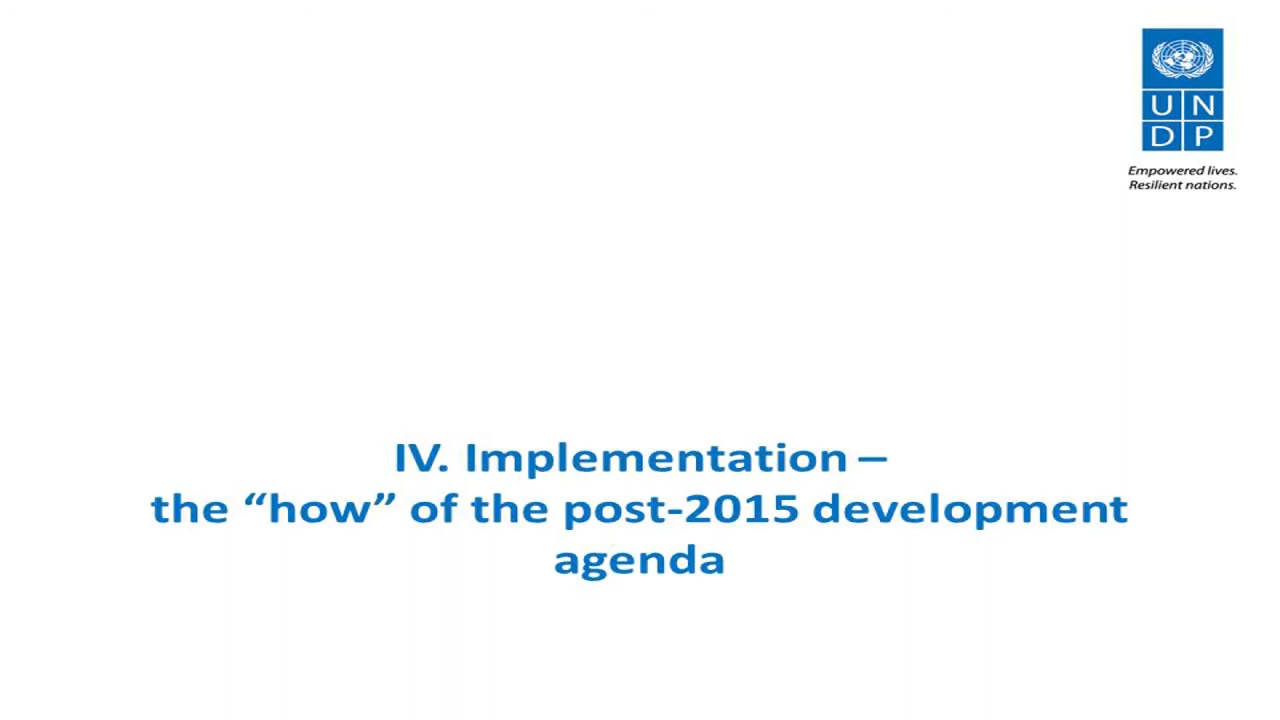 U N
D P
Empowered lives.
Resilient nations.
IV. Implementation –
the “how” of the post-2015 development
agenda